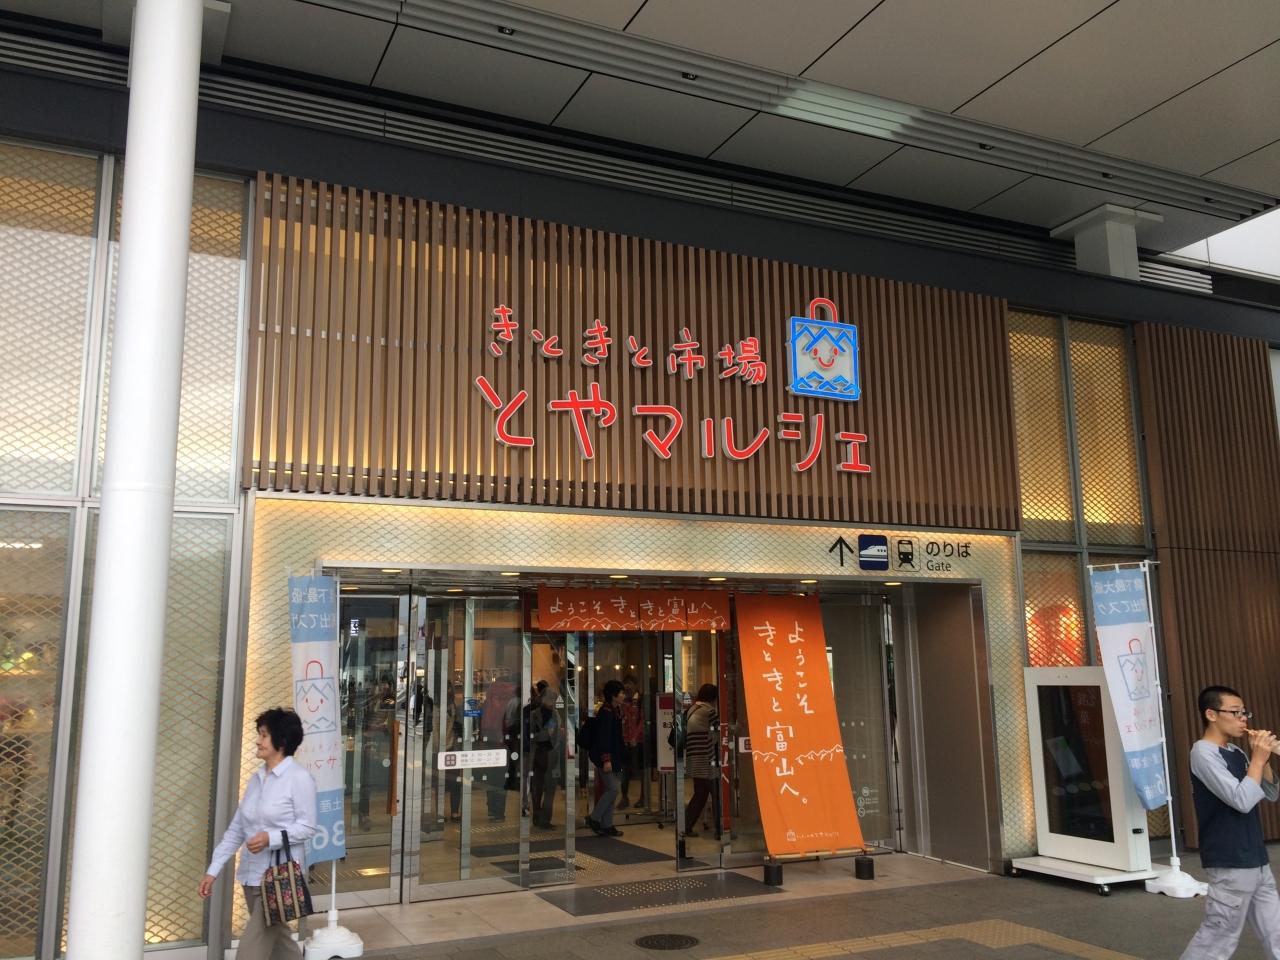 きときと市場
とやマルシェ
のりば
Gate
ようこそ きときと富山へ。
ようこそ
きときと富山へ。